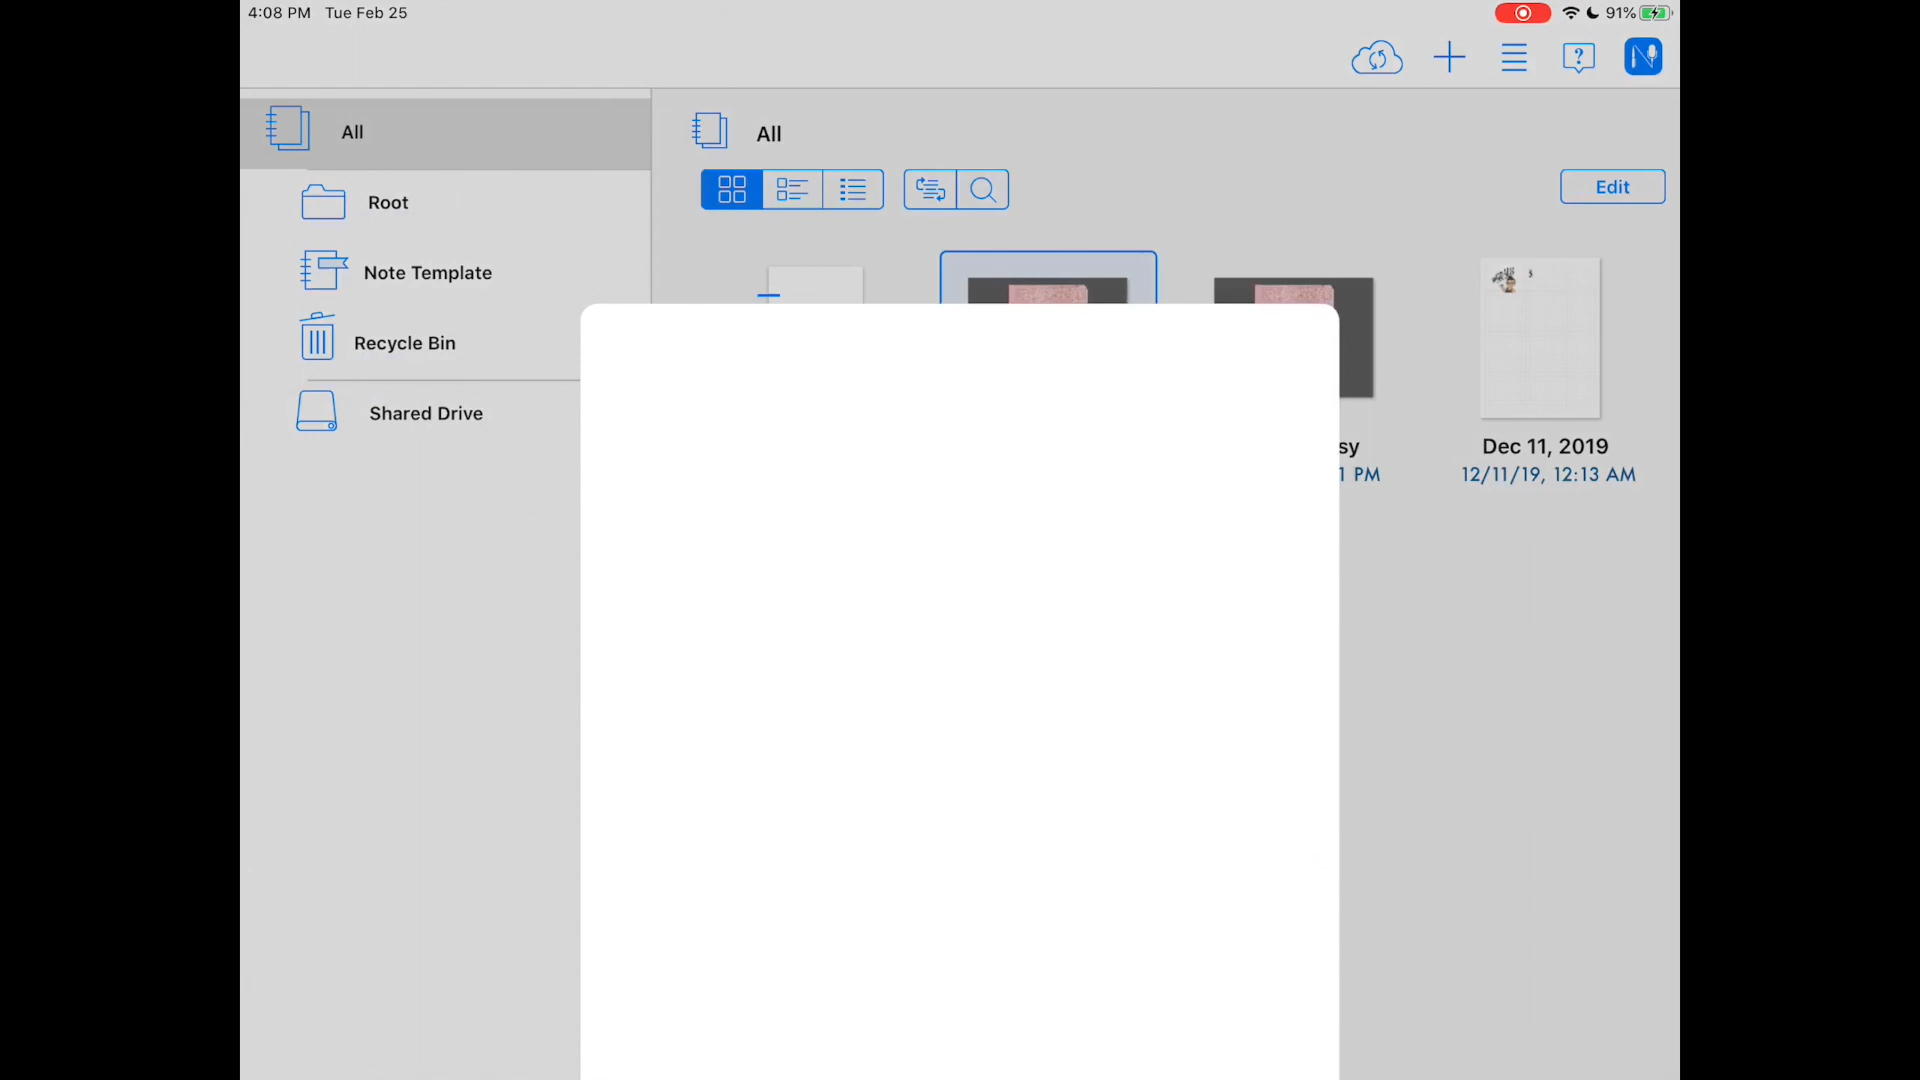 4:08 PM Tue Feb 25
91%
All
Root
Note Template
Recycle Bin
Shared Drive
All
Edit
sy
1 PM
Dec 11, 2019
12/11/19, 12:13 AM